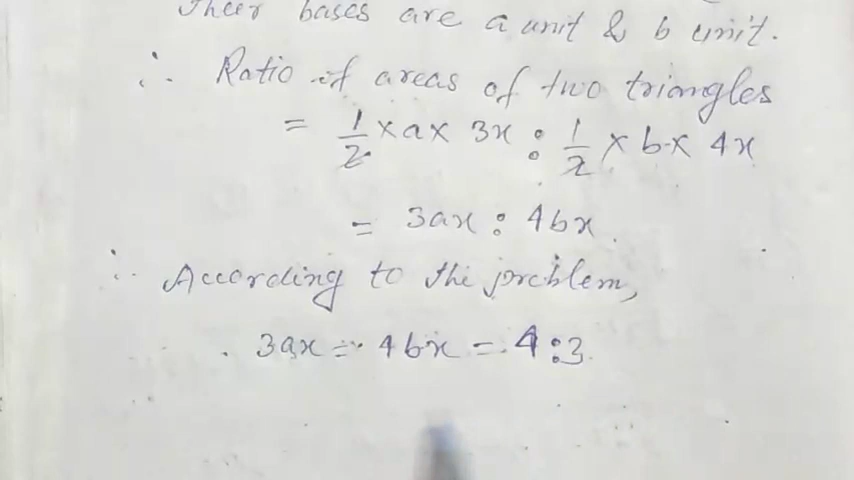 Their bases are a unit & b unit.
∴ Ratio of areas of two triangles
= 1/2 × a × 3x : 1/2 × b × 4x
= 3ax : 4bx.
∴ According to the problem,
3ax = 4bx = 4:3